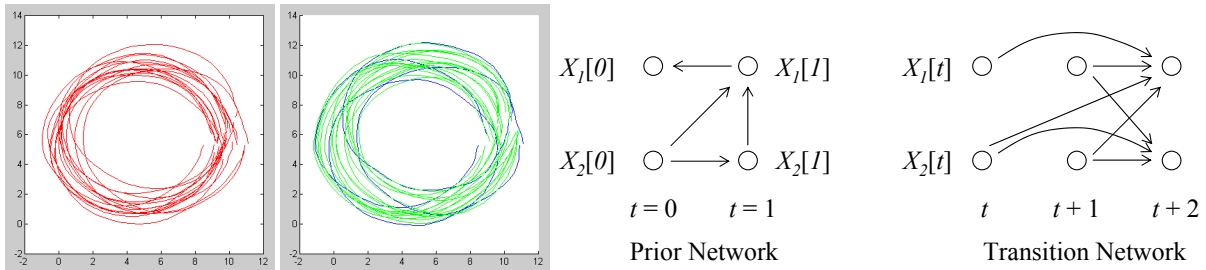 14
12
10
8
6
4
2
0
-2
-2 0 2 4 6 8 10 12
14
12
10
8
6
4
2
0
-2
-2 0 2 4 6 8 10 12
X1[0] X1[1]
X2[0] X2[1]
t = 0 t = 1
Prior Network
X1[t]
X2[t]
t t + 1 t + 2
Transition Network